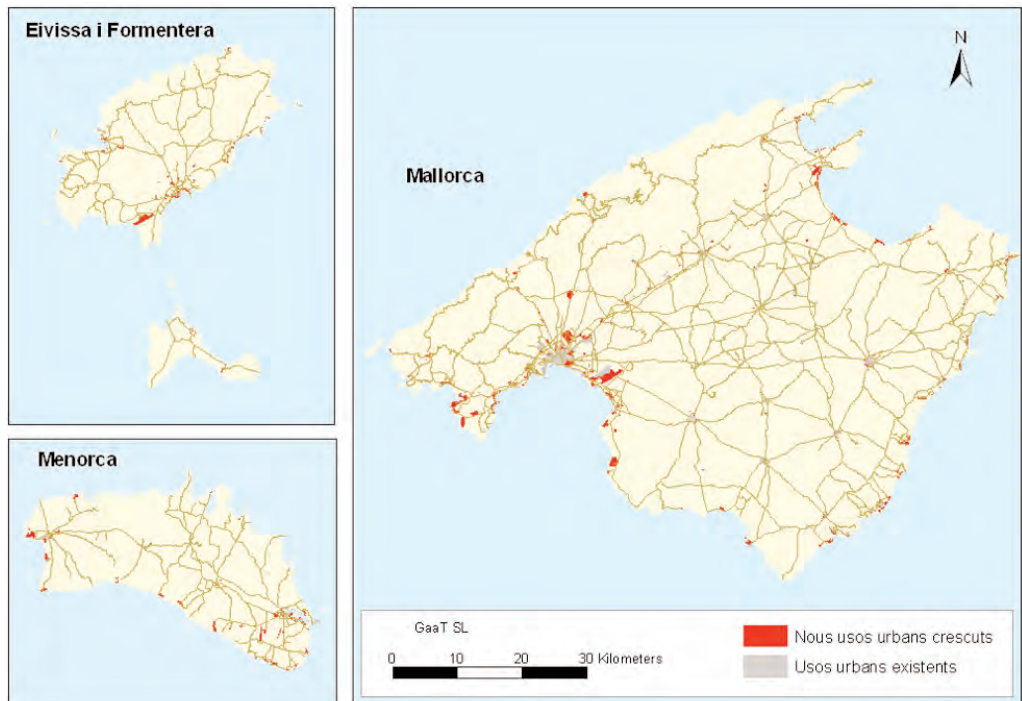 Eivissa i Formentera
N
Mallorca
Menorca
GaaT SL
0 10 20 30 Kilometers
Nous usos urbans crescuts
Usos urbans existents